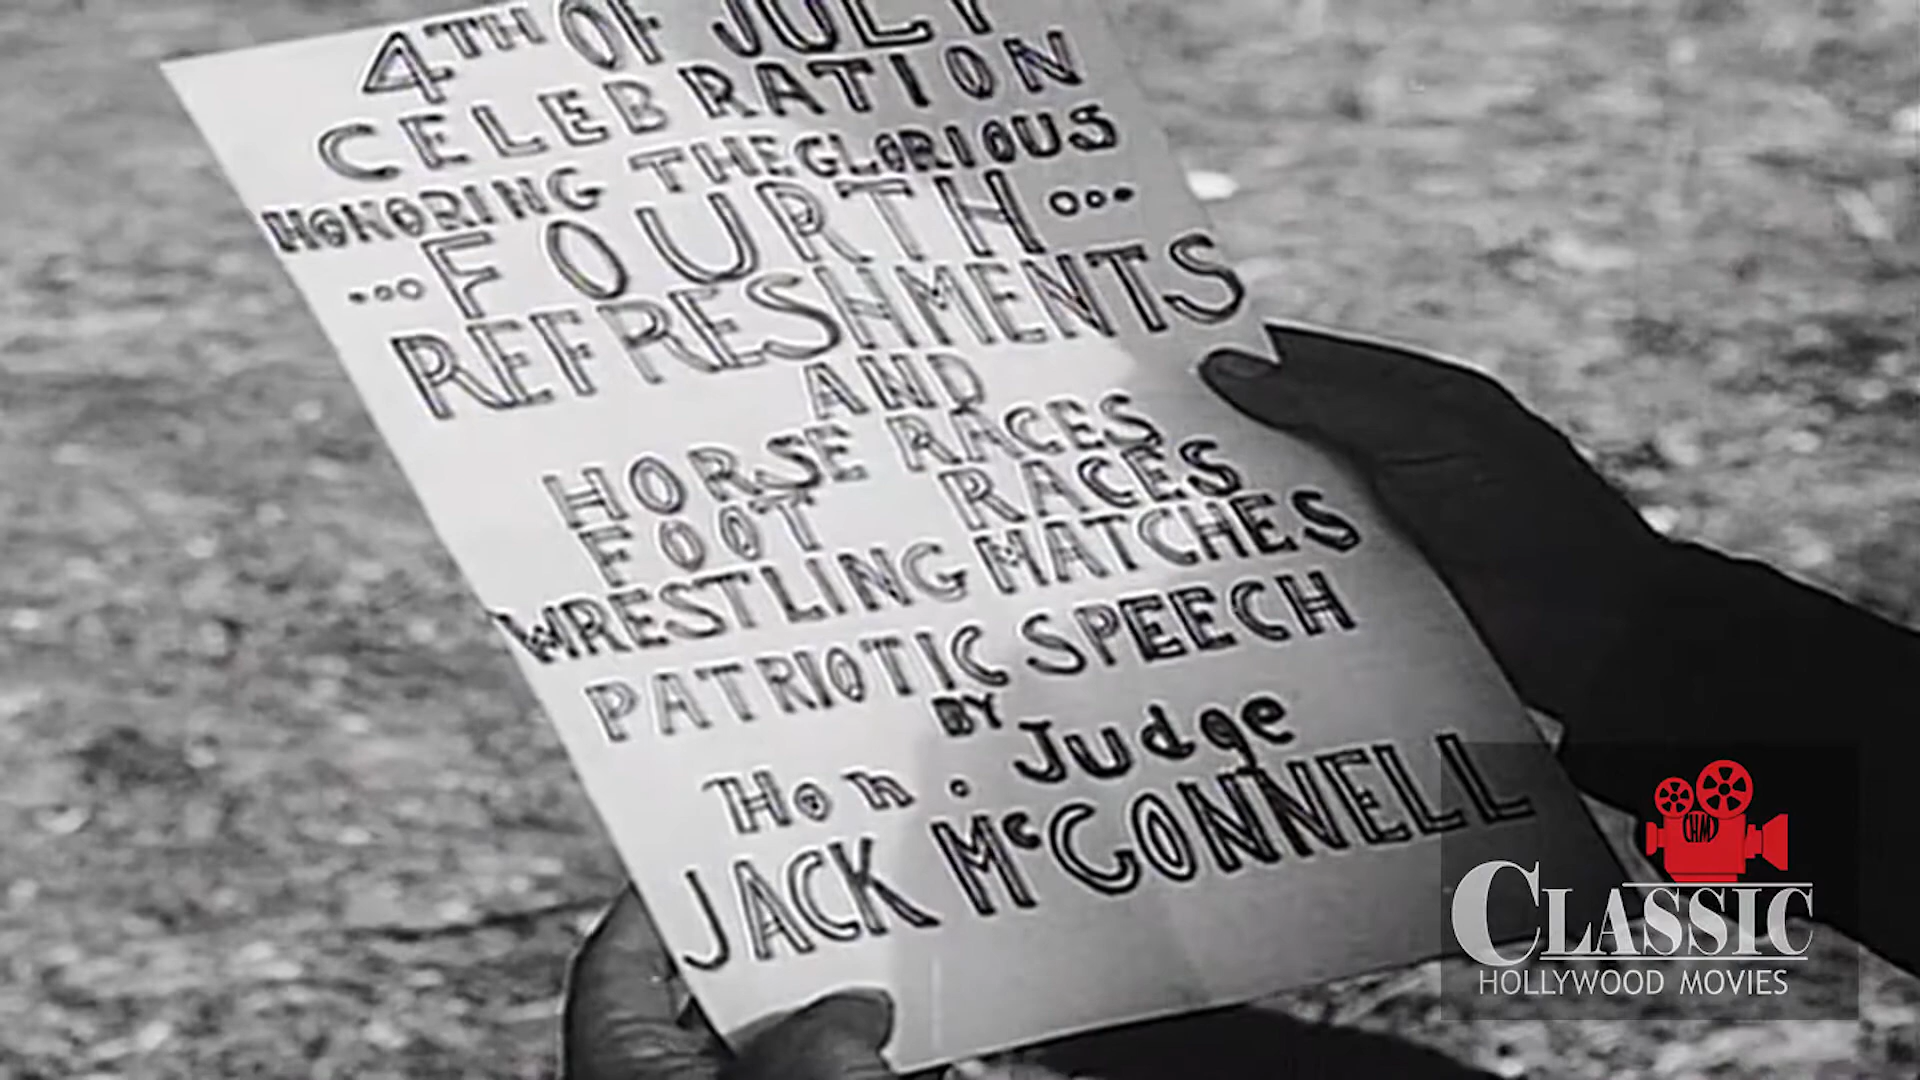 4TH OF JULY
CELEBRATION
HONORING THE GLORIOUS
...FOURTH...
REFRESHMENTS
AND
HORSE RACES
FOOT RACES
WRESTLING MATCHES
PATRIOTIC SPEECH
BY
Hon. Judge
JACK McCONNELL
CHM
CLASSIC
HOLLYWOOD MOVIES